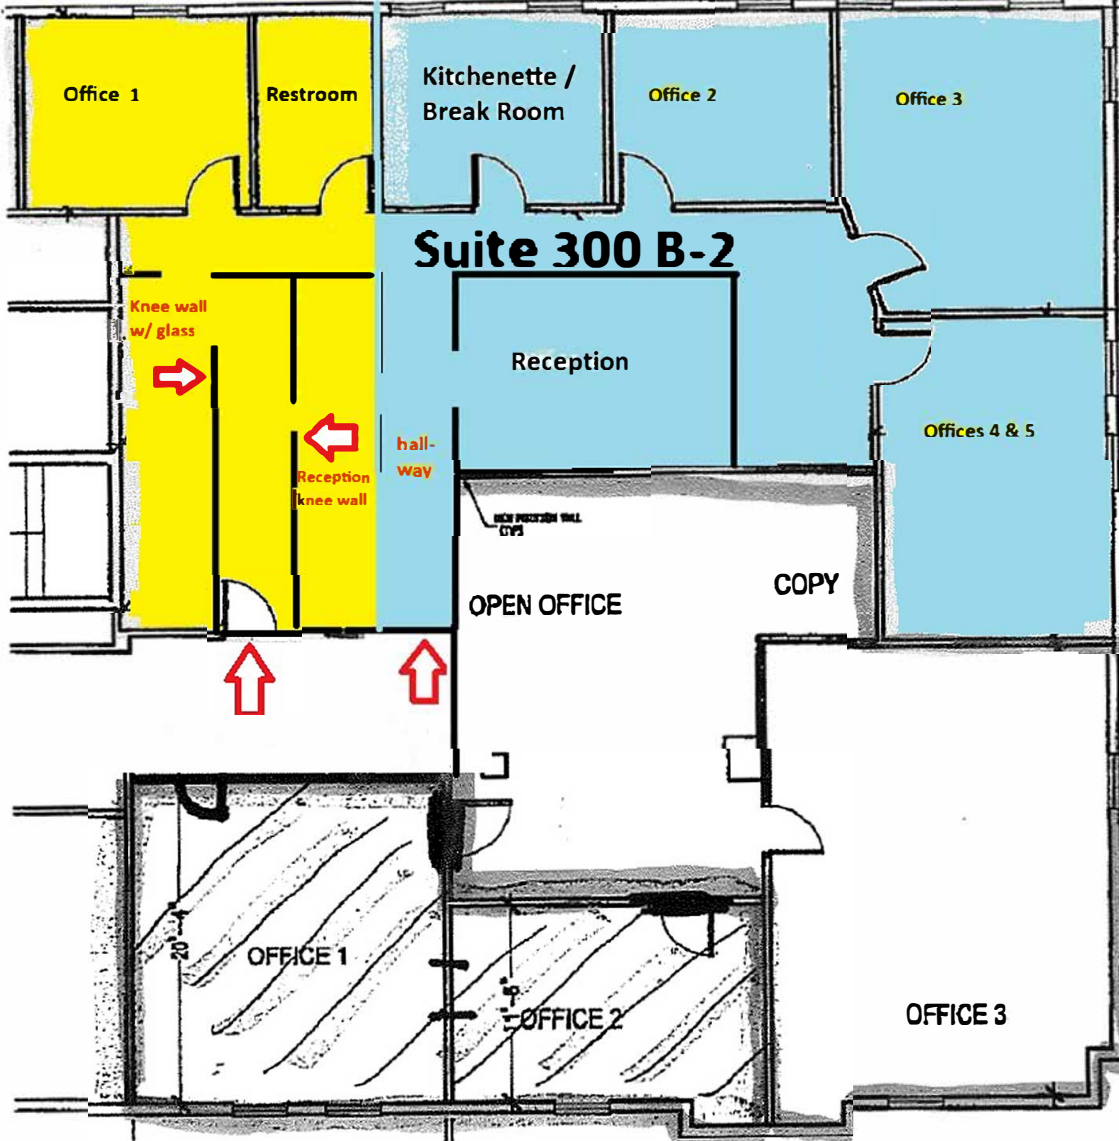 Office 1
Restroom
Kitchenette /
Break Room
Office 2
Office 3
Suite 300 B-2
Knee wall
w/ glass
Reception
hall-
way
Offices 4 & 5
Reception
knee wall
OPEN OFFICE
COPY
OFFICE 1
OFFICE 2
OFFICE 3